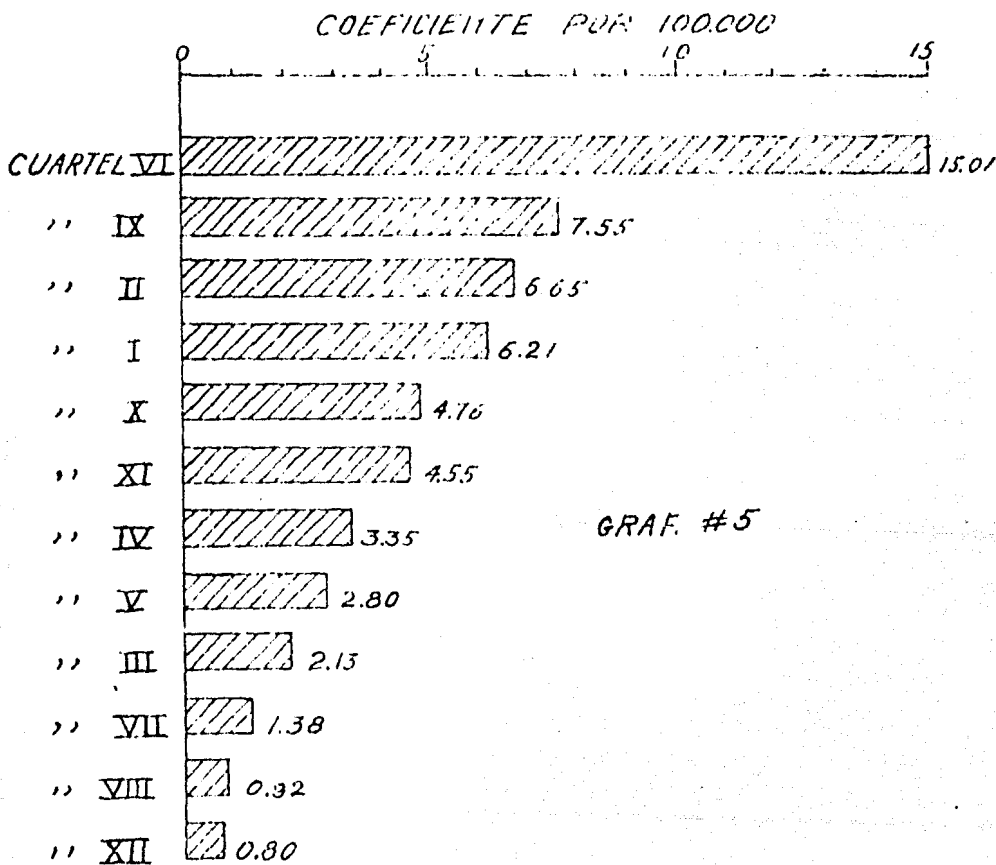 COEFICIENTE POR 100.000
0 5 10 15
CUARTEL VI 15.01
,, IX 7.55
,, II 6.65
,, I 6.21
,, X 4.76
,, XI 4.55
,, IV 3.35
GRAF. #5
,, V 2.80
,, III 2.13
,, VII 1.38
,, VIII 0.92
,, XII 0.80